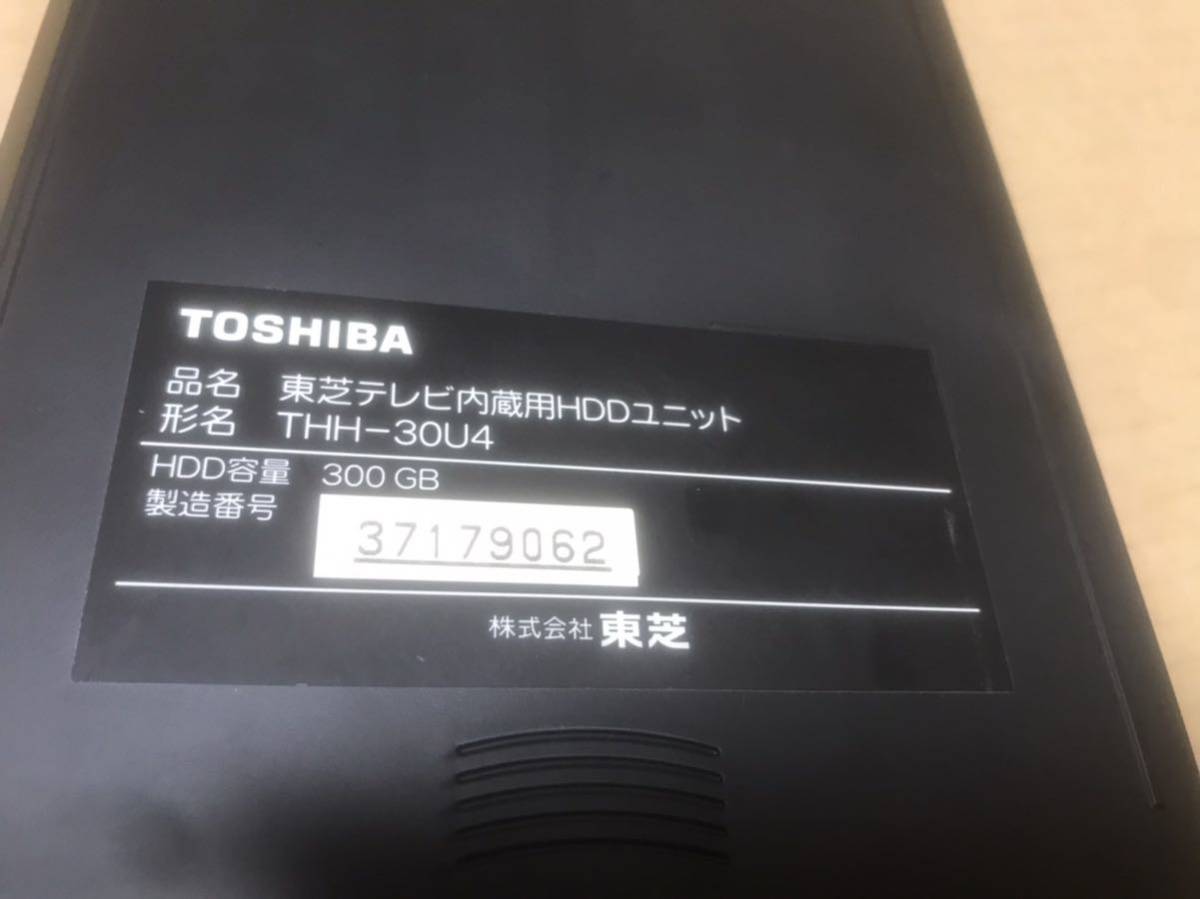 TOSHIBA
品名 東芝テレビ内蔵用HDDユニット
形名 THH-30U4
HDD容量 300 GB
製造番号 37179062
株式会社 東芝